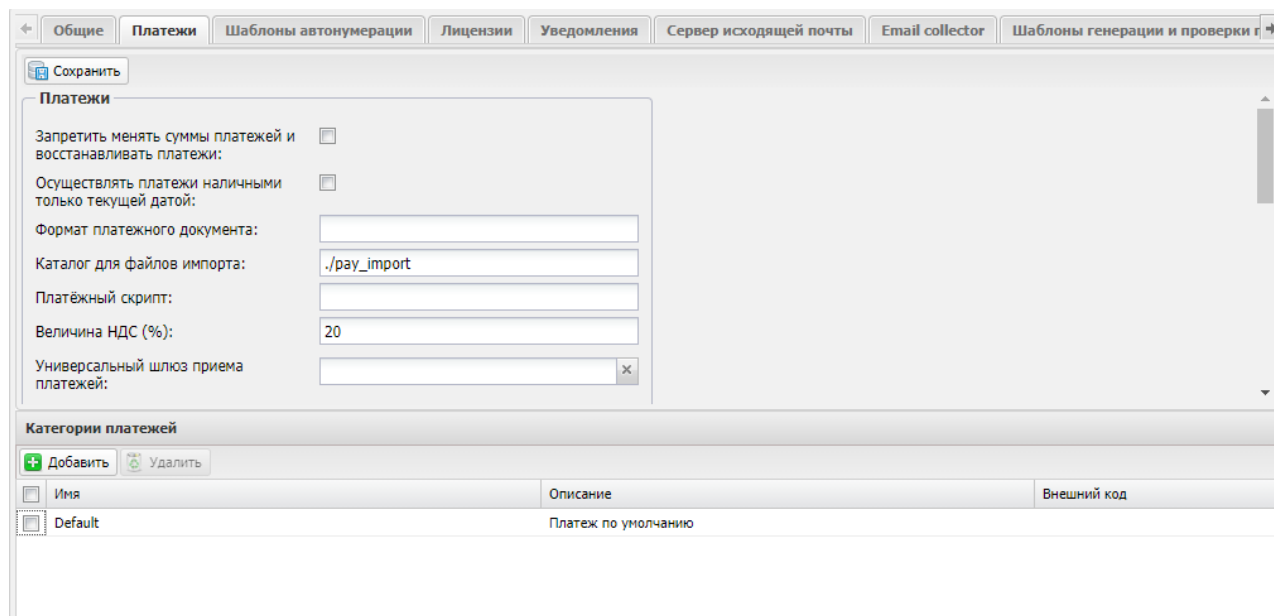 Общие Платежи Шаблоны автонумерации Лицензии Уведомления Сервер исходящей почты Email collector Шаблоны генерации и проверки
Сохранить
Платежи
Запретить менять суммы платежей и
восстанавливать платежи:
Осуществлять платежи наличными
только текущей датой:
Формат платежного документа:
Каталог для файлов импорта: ./pay_import
Платёжный скрипт:
Величина НДС (%): 20
Универсальный шлюз приема
платежей:
Категории платежей
Добавить Удалить
Имя Описание Внешний код
Default Платеж по умолчанию